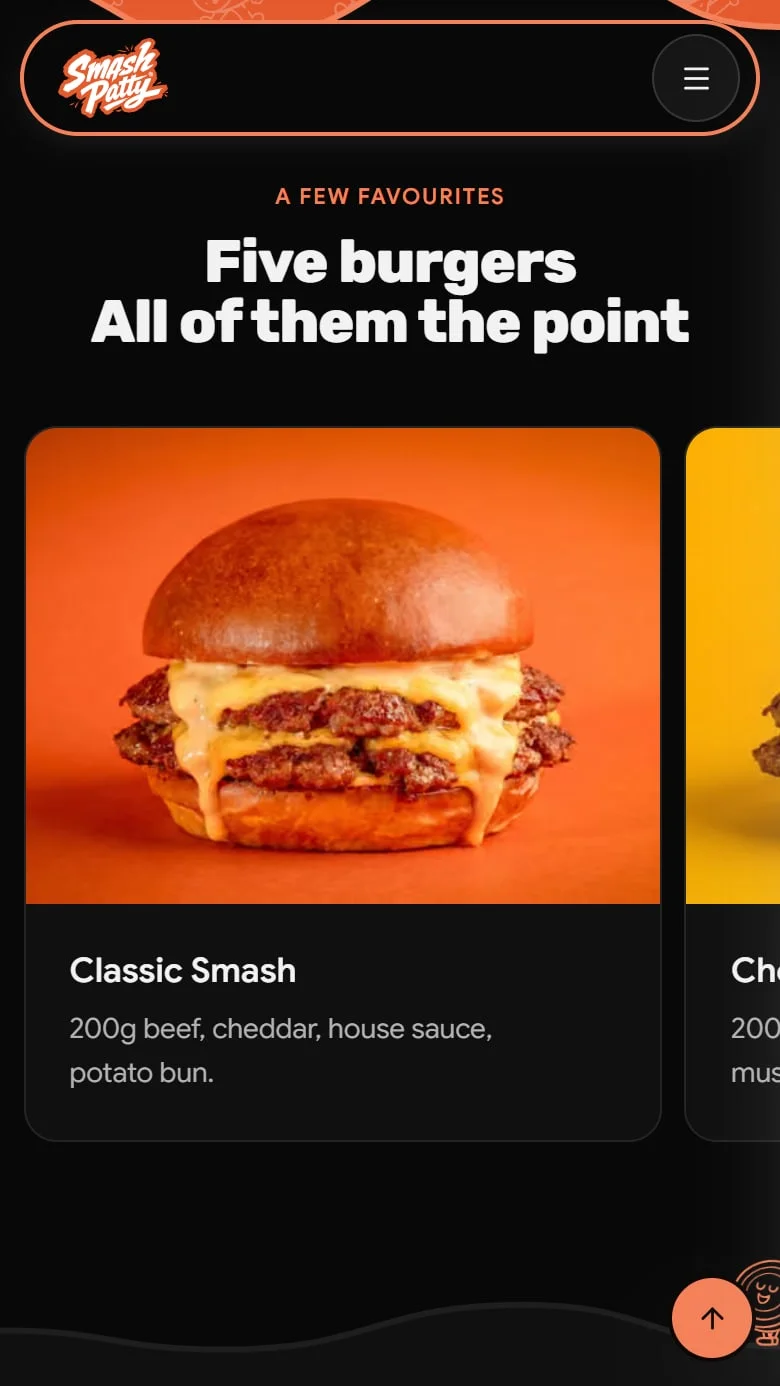 Smash
Patty
A FEW FAVOURITES
Five burgers
All of them the point
Classic Smash
200g beef, cheddar, house sauce,
potato bun.
200